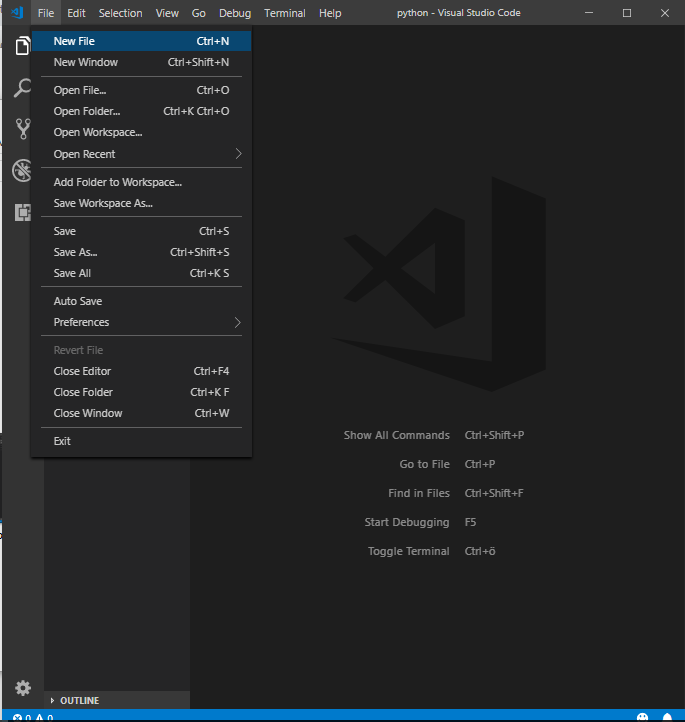 File Edit Selection View Go Debug Terminal Help python - Visual Studio Code
New File Ctrl+N
New Window Ctrl+Shift+N
Open File... Ctrl+O
Open Folder... Ctrl+K Ctrl+O
Open Workspace...
Open Recent
Add Folder to Workspace...
Save Workspace As...
Save Ctrl+S
Save As... Ctrl+Shift+S
Save All Ctrl+K S
Auto Save
Preferences
Revert File
Close Editor Ctrl+F4
Close Folder Ctrl+K F
Close Window Ctrl+W
Exit
Show All Commands Ctrl+Shift+P
Go to File Ctrl+P
Find in Files Ctrl+Shift+F
Start Debugging F5
Toggle Terminal Ctrl+ö
OUTLINE
0 0